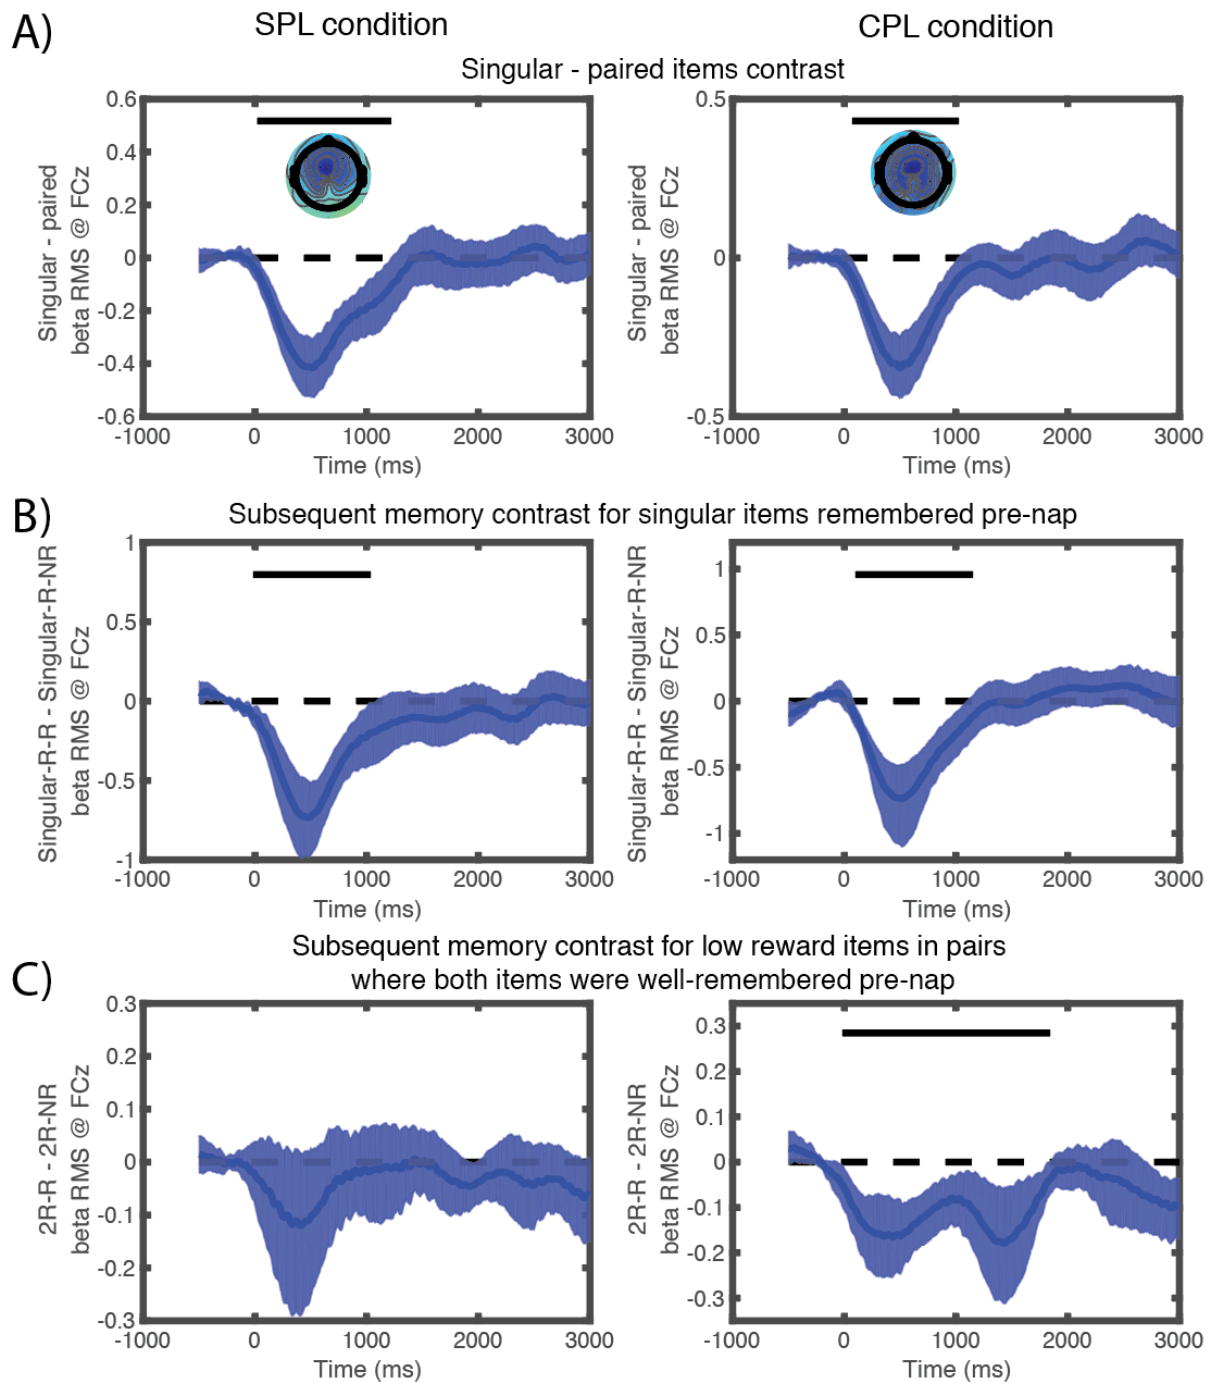 A)
SPL condition
CPL condition
Singular - paired items contrast
0.6
0.4
0.2
0
-0.2
-0.4
-0.6
Singular - paired
beta RMS @ FCz
-1000 0 1000 2000 3000
Time (ms)
0.5
0
-0.5
Singular - paired
beta RMS @ FCz
-1000 0 1000 2000 3000
Time (ms)
B)
Subsequent memory contrast for singular items remembered pre-nap
1
0.5
0
-0.5
-1
Singular-R-R - Singular-R-NR
beta RMS @ FCz
-1000 0 1000 2000 3000
Time (ms)
1
0.5
0
-0.5
-1
Singular-R-R - Singular-R-NR
beta RMS @ FCz
-1000 0 1000 2000 3000
Time (ms)
C)
Subsequent memory contrast for low reward items in pairs
where both items were well-remembered pre-nap
0.3
0.2
0.1
0
-0.1
-0.2
-0.3
2R-R - 2R-NR
beta RMS @ FCz
-1000 0 1000 2000 3000
Time (ms)
0.3
0.2
0.1
0
-0.1
-0.2
-0.3
2R-R - 2R-NR
beta RMS @ FCz
-1000 0 1000 2000 3000
Time (ms)